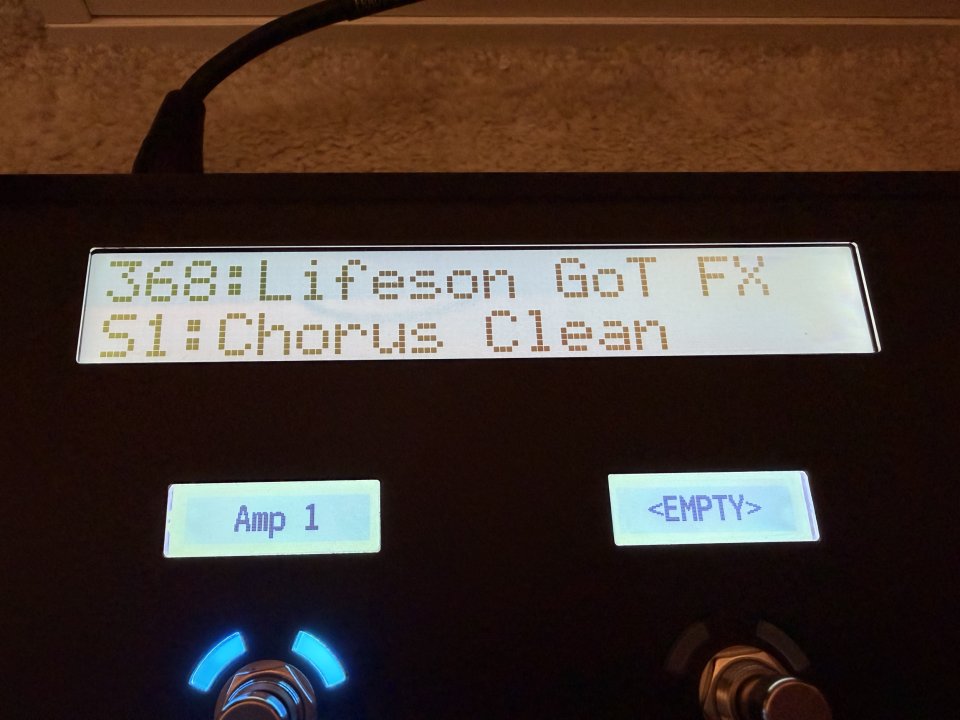 368:Lifeson GoT FX
S1:Chorus Clean
Amp 1
<EMPTY>